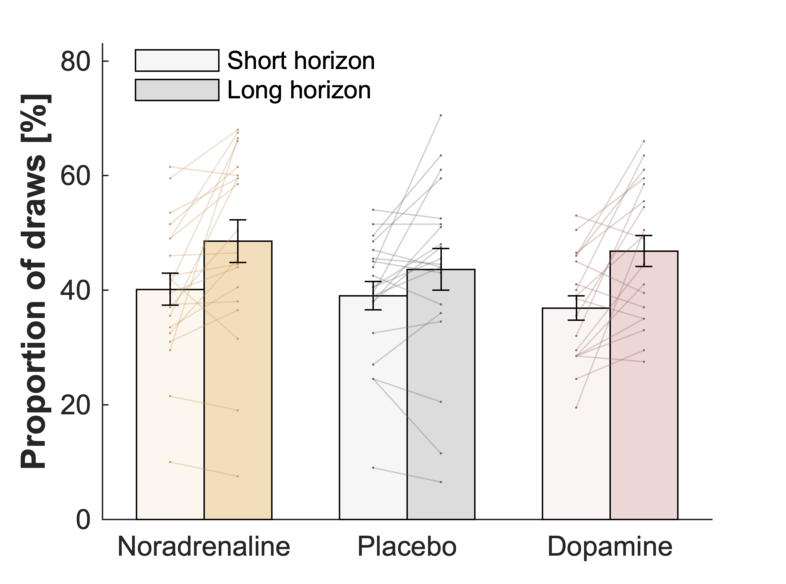 Short horizon
Long horizon
Proportion of draws [%]
80
60
40
20
0
Noradrenaline Placebo Dopamine